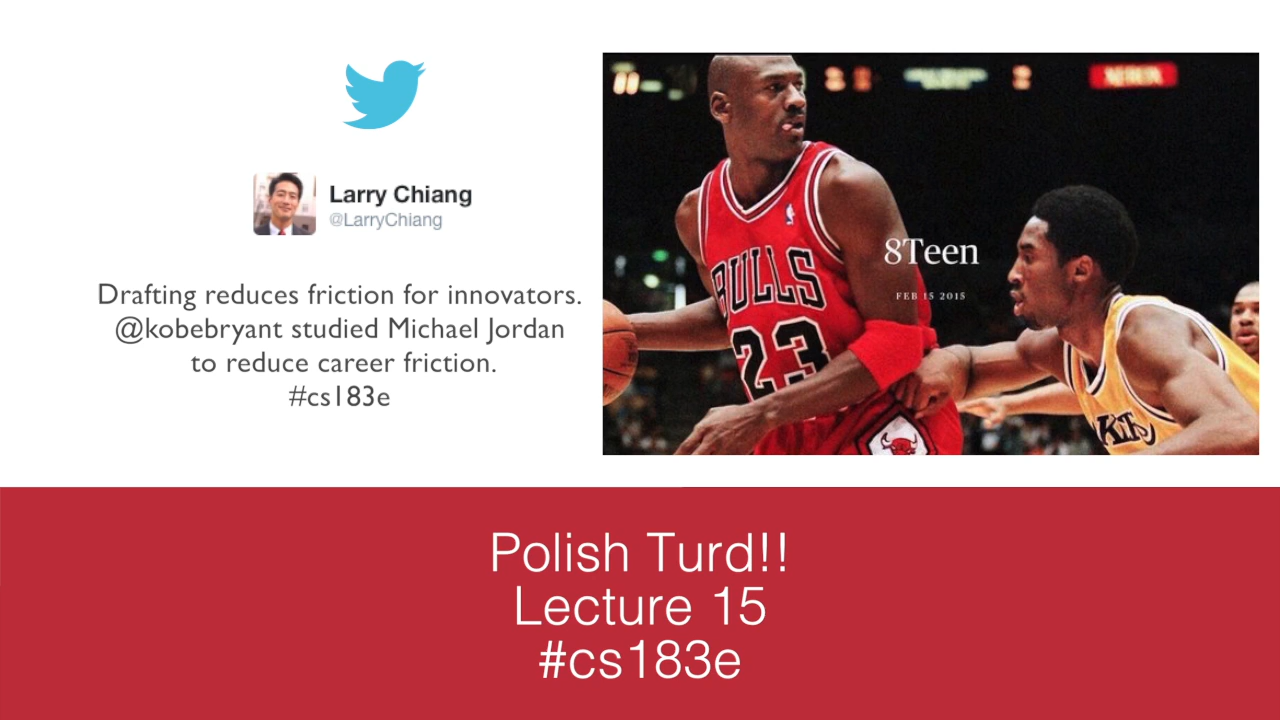 Larry Chiang
@LarryChiang
Drafting reduces friction for innovators.
@kobebryant studied Michael Jordan
to reduce career friction.
#cs183e
8Teen
FEB 15 2015
BULLS
23
Polish Turd!!
Lecture 15
#cs183e